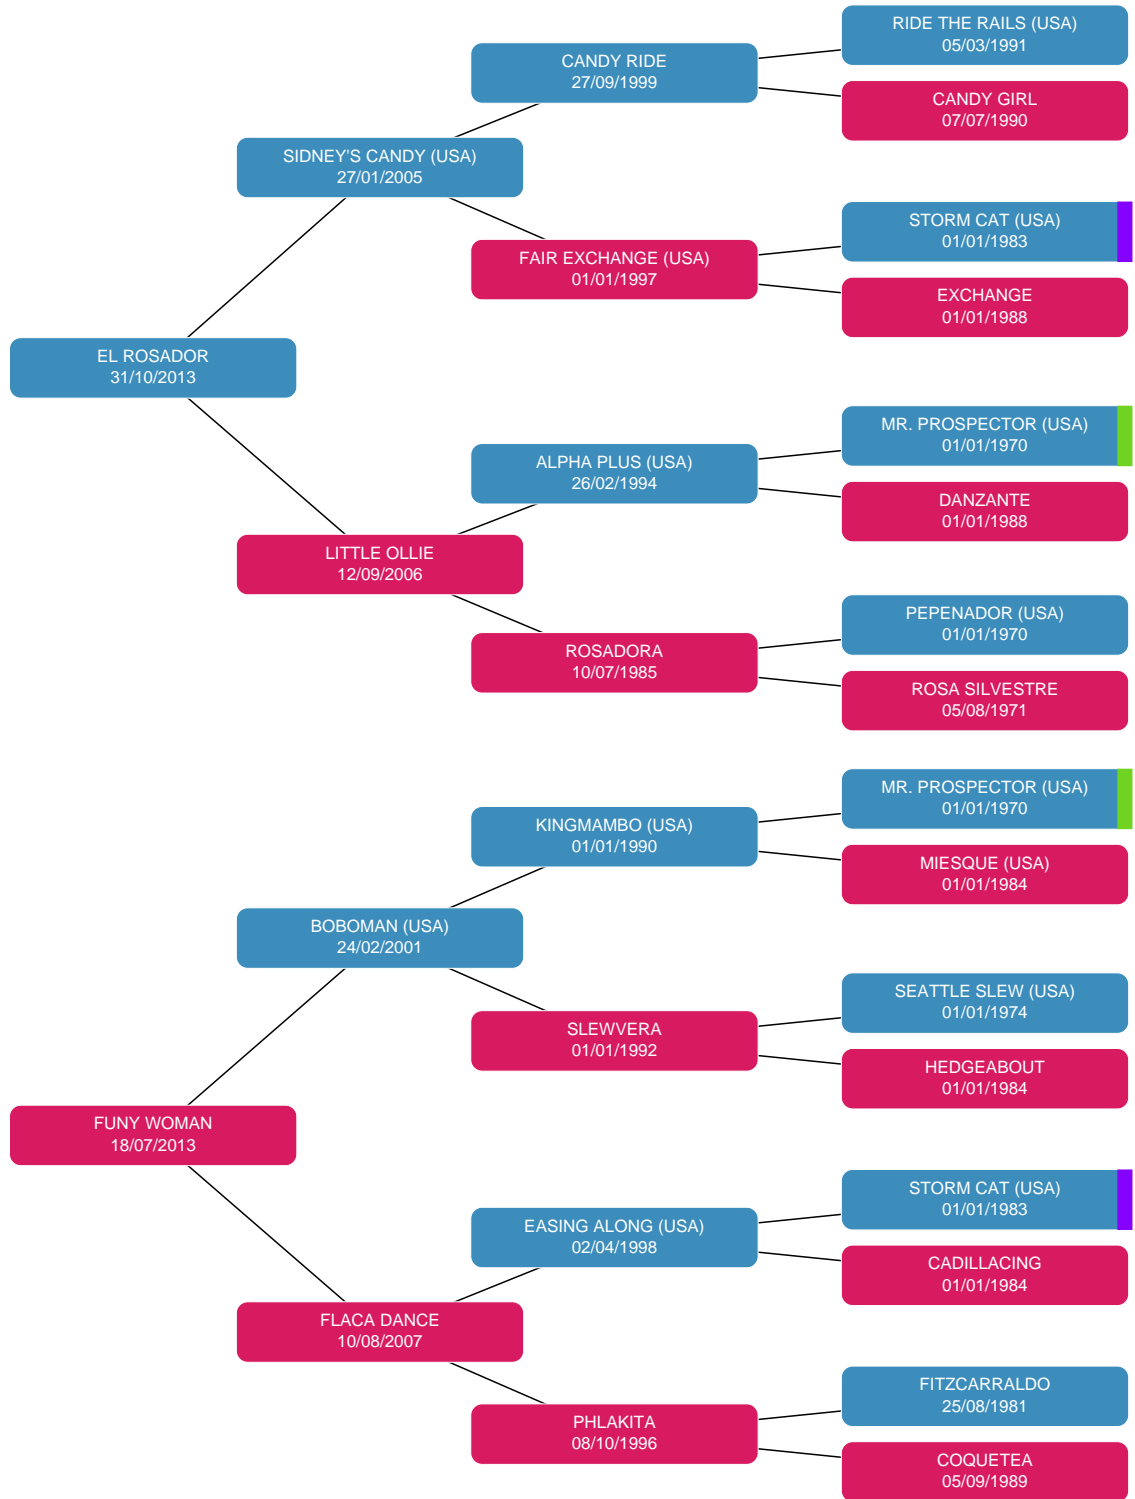 RIDE THE RAILS (USA)
05/03/1991
CANDY RIDE
27/09/1999
CANDY GIRL
07/07/1990
SIDNEY'S CANDY (USA)
27/01/2005
STORM CAT (USA)
01/01/1983
FAIR EXCHANGE (USA)
01/01/1997
EXCHANGE
01/01/1988
EL ROSADOR
31/10/2013
MR. PROSPECTOR (USA)
01/01/1970
ALPHA PLUS (USA)
26/02/1994
DANZANTE
01/01/1988
LITTLE OLLIE
12/09/2006
PEPENADOR (USA)
01/01/1970
ROSADORA
10/07/1985
ROSA SILVESTRE
05/08/1971
MR. PROSPECTOR (USA)
01/01/1970
KINGMAMBO (USA)
01/01/1990
MIESQUE (USA)
01/01/1984
BOBOMAN (USA)
24/02/2001
SEATTLE SLEW (USA)
01/01/1974
SLEWVERA
01/01/1992
HEDGEABOUT
01/01/1984
FUNY WOMAN
18/07/2013
STORM CAT (USA)
01/01/1983
EASING ALONG (USA)
02/04/1998
CADILLACING
01/01/1984
FLACA DANCE
10/08/2007
FITZCARRALDO
25/08/1981
PHLAKITA
08/10/1996
COQUETEA
05/09/1989